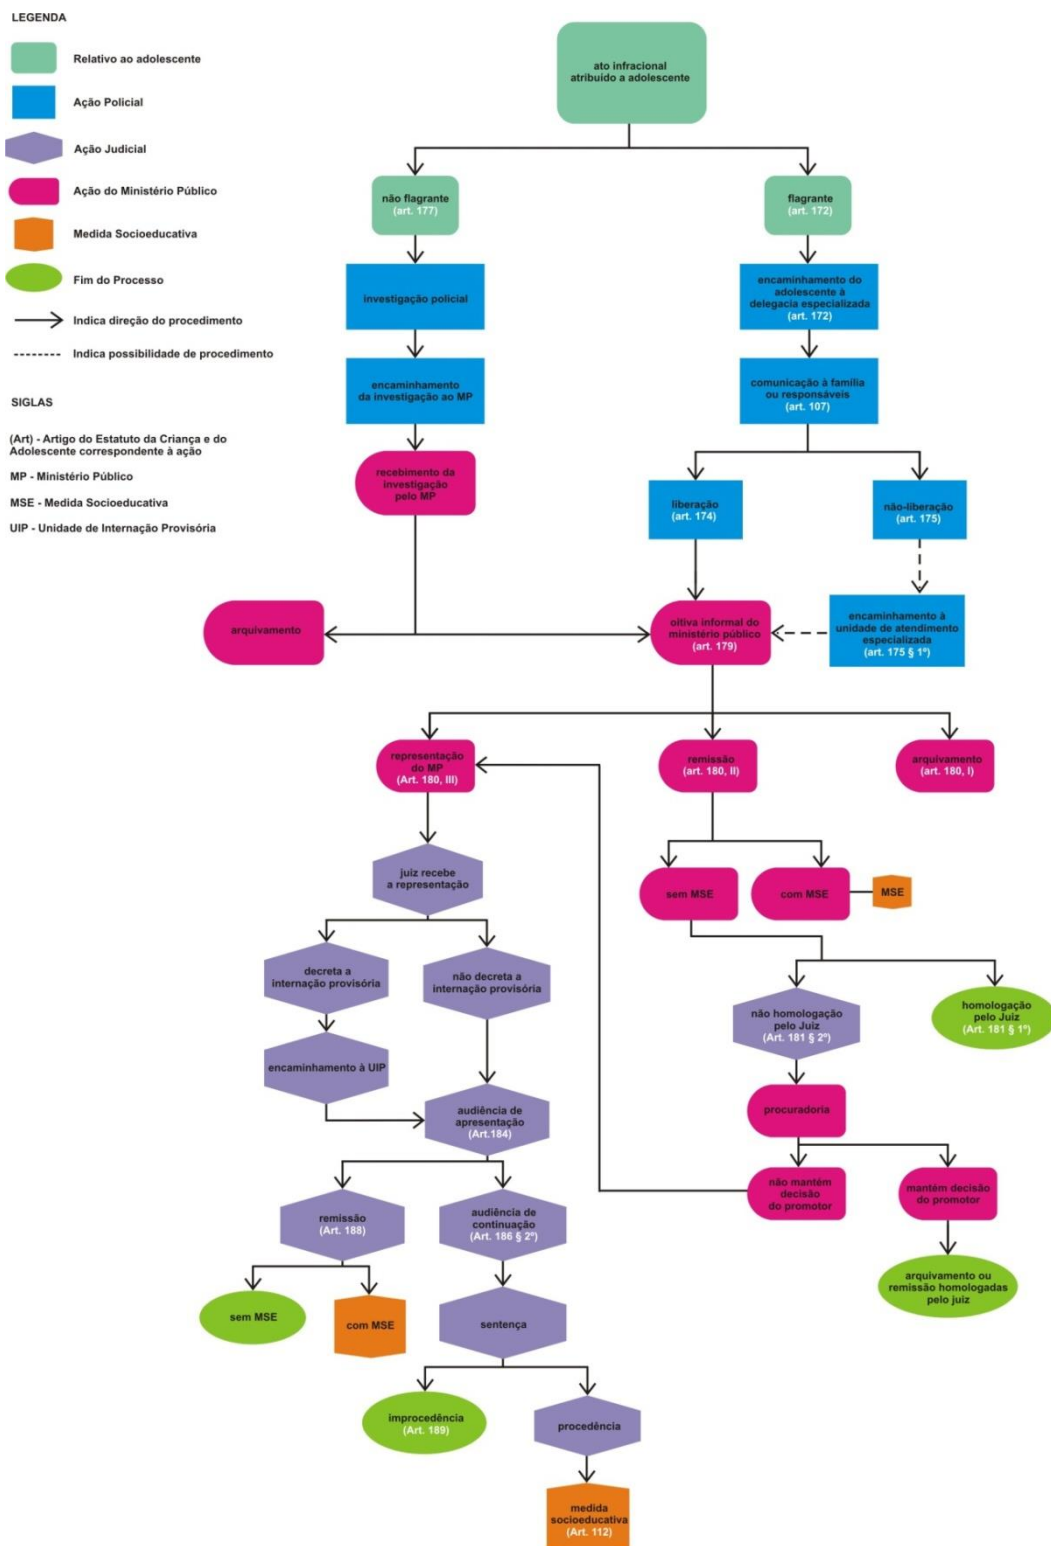 LEGENDA
Relativo ao adolescente
Ação Policial
Ação Judicial
Ação do Ministério Público
Medida Socioeducativa
Fim do Processo
Indica direção do procedimento
Indica possibilidade de procedimento
SIGLAS
(Art) - Artigo do Estatuto da Criança e do
Adolescente correspondente à ação
MP - Ministério Público
MSE - Medida Socioeducativa
UIP - Unidade de Internação Provisória
ato infracional
atribuído a adolescente
não flagrante
(art. 177)
flagrante
(art. 172)
investigação policial
encaminhamento do
adolescente à
delegacia especializada
(art. 172)
encaminhamento
da investigação ao MP
comunicação à família
ou responsáveis
(art. 107)
recebimento da
investigação
pelo MP
liberação
(art. 174)
não-liberação
(art. 175)
arquivamento
oitiva informal do
ministério público
(art. 179)
encaminhamento à
unidade de atendimento
especializada
(art. 175 § 1º)
representação
do MP
(Art. 180, III)
remissão
(art. 180, II)
arquivamento
(art. 180, I)
juiz recebe
a representação
sem MSE
com MSE
MSE
decreta a
internação provisória
não decreta a
internação provisória
não homologação
pelo Juiz
(Art. 181 § 2º)
homologação
pelo Juiz
(Art. 181 § 1º)
encaminhamento à UIP
audiência de
apresentação
(Art.184)
procuradoria
não mantém
decisão
do promotor
mantém decisão
do promotor
remissão
(Art. 188)
audiência de
continuação
(Art. 186 § 2º)
arquivamento ou
remissão homologadas
pelo juiz
sem MSE
com MSE
sentença
improcedência
(Art. 189)
procedência
medida
socioeducativa
(Art. 112)